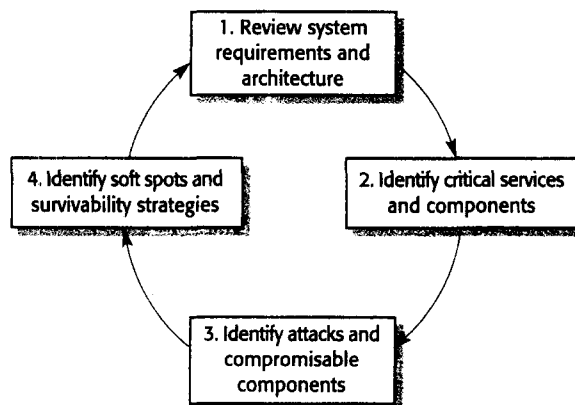 1. Review system
requirements and
architecture
2. Identify critical services
and components
3. Identify attacks and
compromisable
components
4. Identify soft spots and
survivability strategies